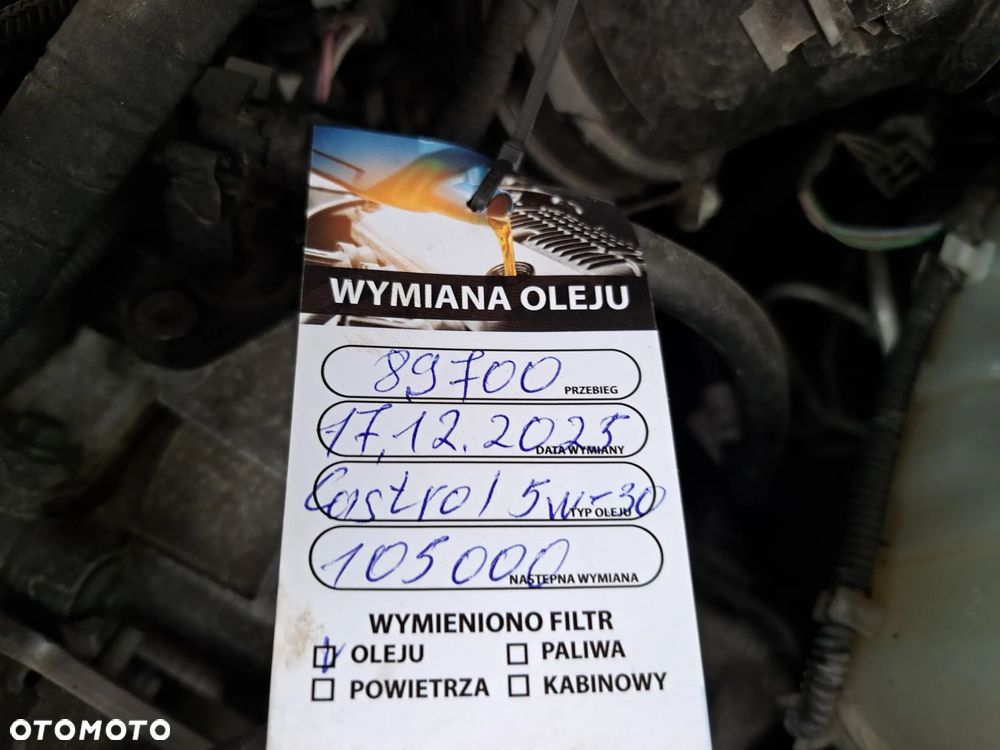 WYMIANA OLEJU
89700
PRZEBIEG
17.12.2025
DATA WYMIANY
Castrol 5w-30
TYP OLEJU
105000
NASTĘPNA WYMIANA
WYMIENIONO FILTR
OLEJU PALIWA
POWIETRZA KABINOWY
OTOMOTO